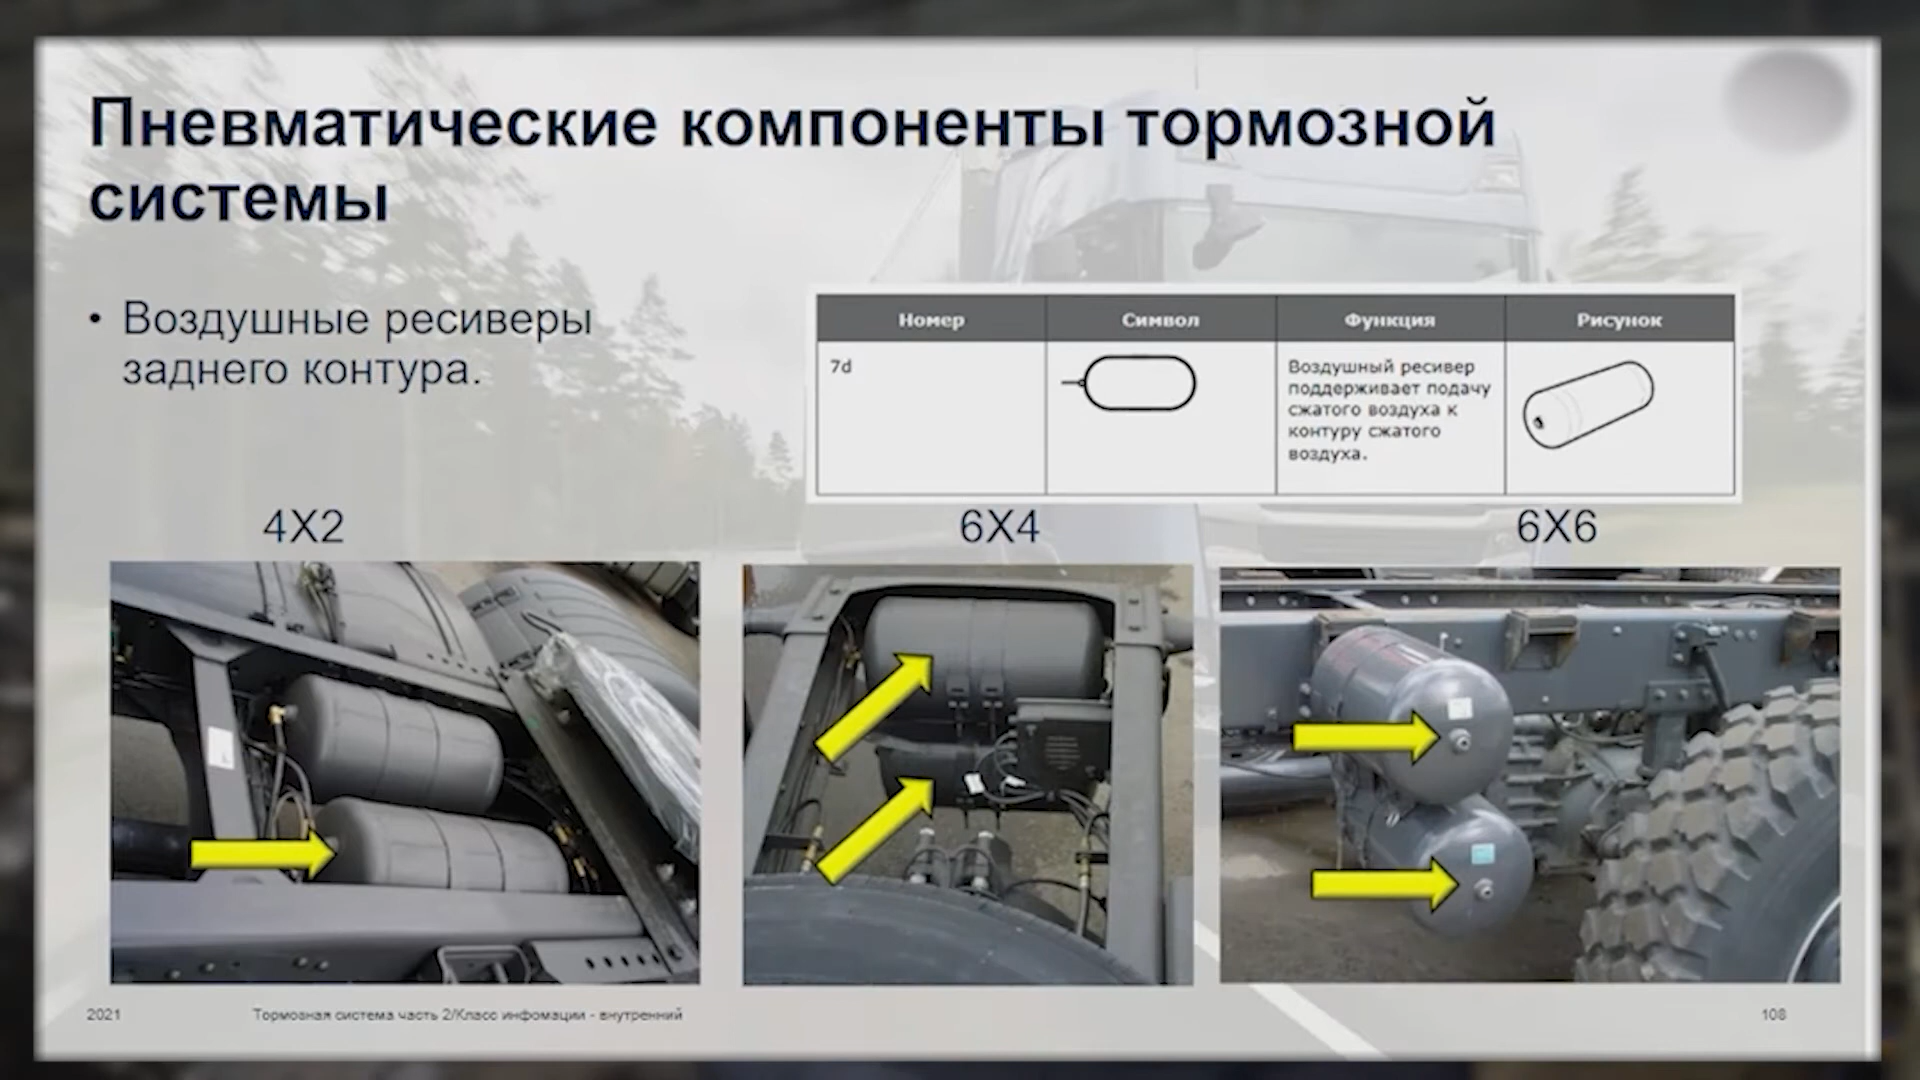 Пневматические компоненты тормозной
системы
• Воздушные ресиверы
заднего контура.
Номер
Символ
Функция
Рисунок
7d
Воздушный ресивер
поддерживает подачу
сжатого воздуха к
контуру сжатого
воздуха.
4X2
6X4
6X6
2021
Тормозная система часть 2/Класс инфомации - внутренний
108